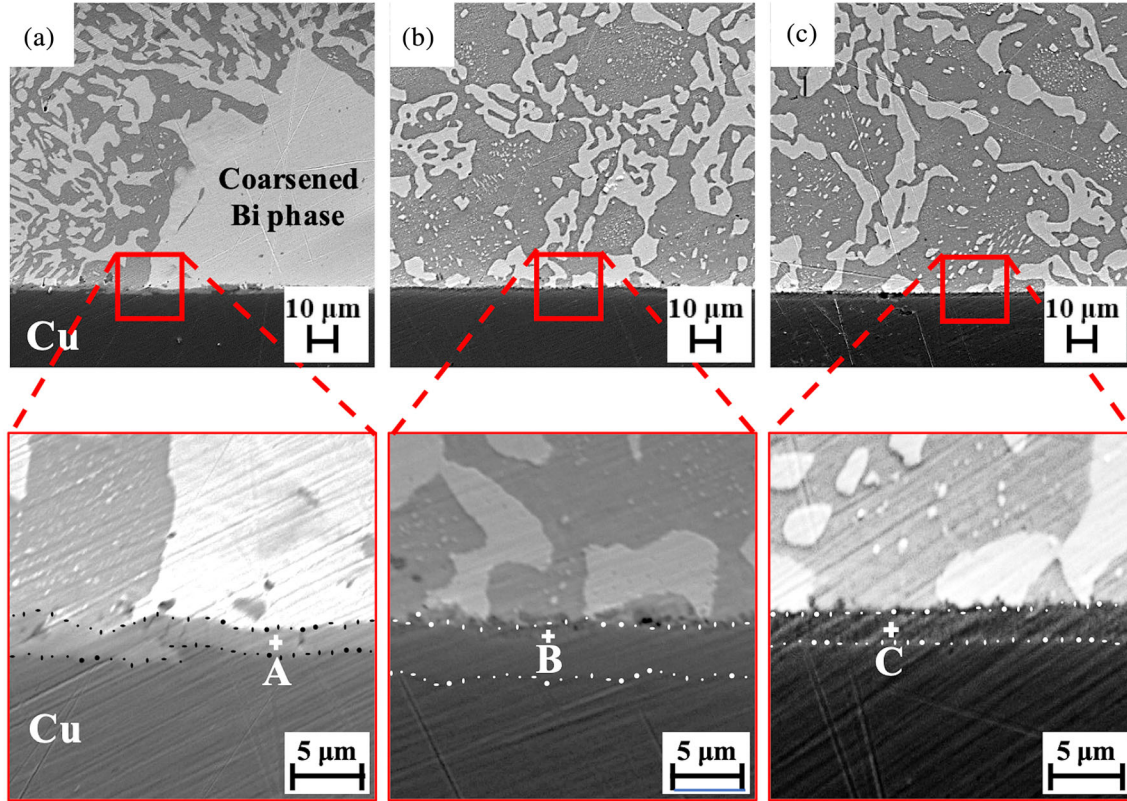 (a)
(b)
(c)
Coarsened
Bi phase
Cu
10 μm
10 μm
10 μm
A
B
C
Cu
5 μm
5 μm
5 μm